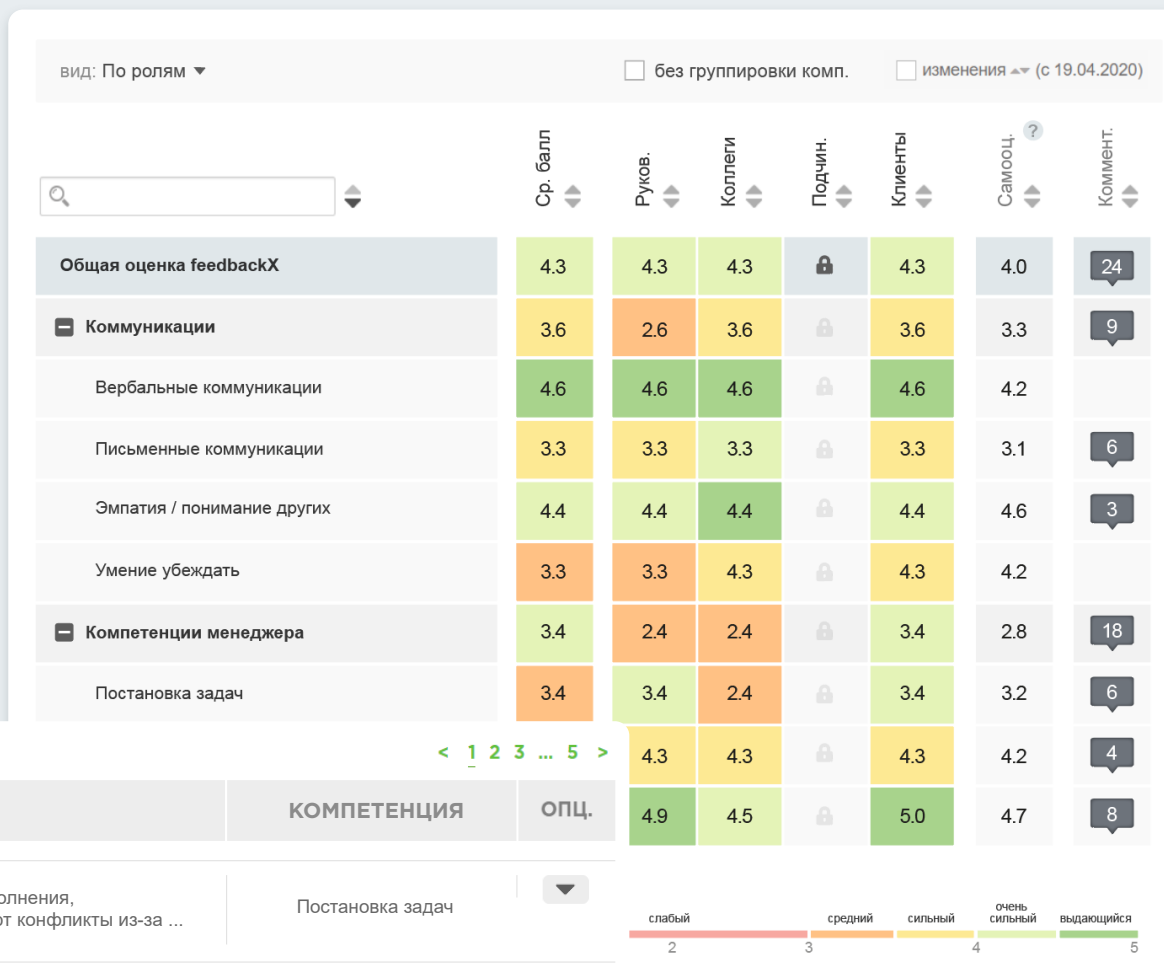 вид: По ролям
без группировки комп.
изменения (с 19.04.2020)
Ср. балл Руков. Коллеги Подчин. Клиенты Самооц. ? Коммент.
Общая оценка feedbackX 4.3 4.3 4.3 4.3 4.0 24
Коммуникации 3.6 2.6 3.6 3.6 3.3 9
Вербальные коммуникации 4.6 4.6 4.6 4.6 4.2
Письменные коммуникации 3.3 3.3 3.3 3.3 3.1 6
Эмпатия / понимание других 4.4 4.4 4.4 4.4 4.6 3
Умение убеждать 3.3 3.3 4.3 4.3 4.2
Компетенции менеджера 3.4 2.4 2.4 3.4 2.8 18
Постановка задач 3.4 3.4 2.4 3.4 3.2 6
4.3 4.3 4.3 4.2 4
4.9 4.5 5.0 4.7 8
< 1 2 3 ... 5 >
КОМПЕТЕНЦИЯ ОПЦ.
олнения,
от конфликты из-за ...
Постановка задач
слабый средний сильный очень сильный выдающийся
2 3 4 5